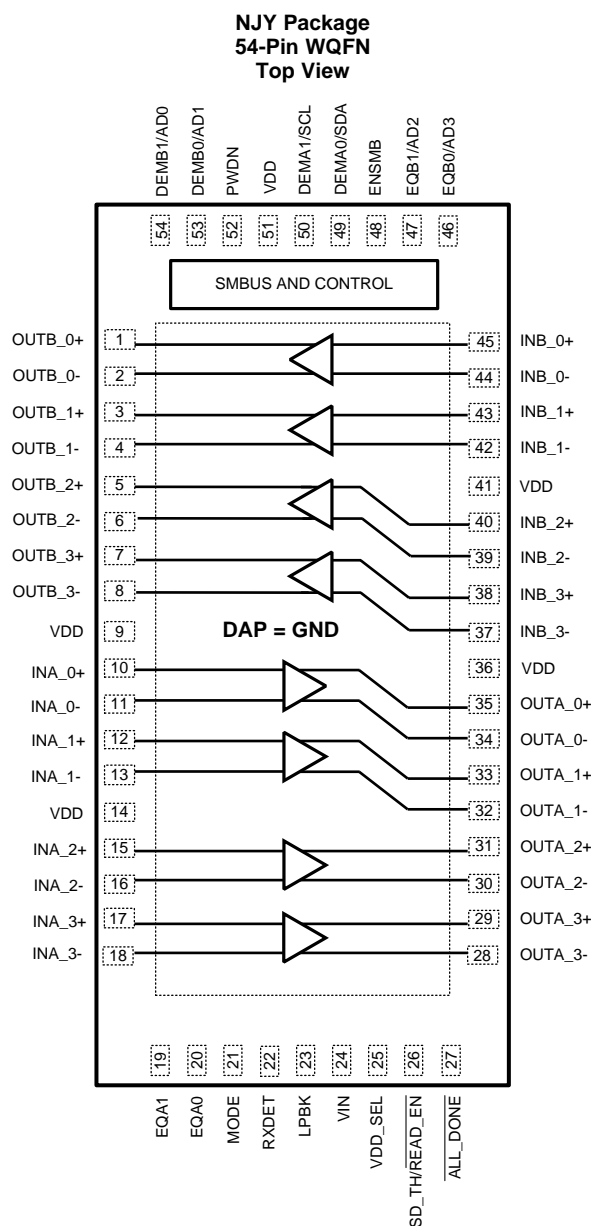 NJY Package
54-Pin WQFN
Top View
DEMB1/AD0
DEMB0/AD1
PWDN
VDD
DEMA1/SCL
DEMA0/SDA
ENSMB
EQB1/AD2
EQB0/AD3
54
53
52
51
50
49
48
47
46
SMBUS AND CONTROL
OUTB_0+ 1 45 INB_0+
OUTB_0- 2 44 INB_0-
OUTB_1+ 3 43 INB_1+
OUTB_1- 4 42 INB_1-
OUTB_2+ 5 41 VDD
OUTB_2- 6 40 INB_2+
OUTB_3+ 7 39 INB_2-
OUTB_3- 8 38 INB_3+
VDD 9 DAP = GND 37 INB_3-
INA_0+ 10 36 VDD
INA_0- 11 35 OUTA_0+
INA_1+ 12 34 OUTA_0-
INA_1- 13 33 OUTA_1+
VDD 14 32 OUTA_1-
INA_2+ 15 31 OUTA_2+
INA_2- 16 30 OUTA_2-
INA_3+ 17 29 OUTA_3+
INA_3- 18 28 OUTA_3-
19
20
21
22
23
24
25
26
27
EQA1
EQA0
MODE
RXDET
LPBK
VIN
VDD_SEL
SD_TH/READ_EN
ALL_DONE